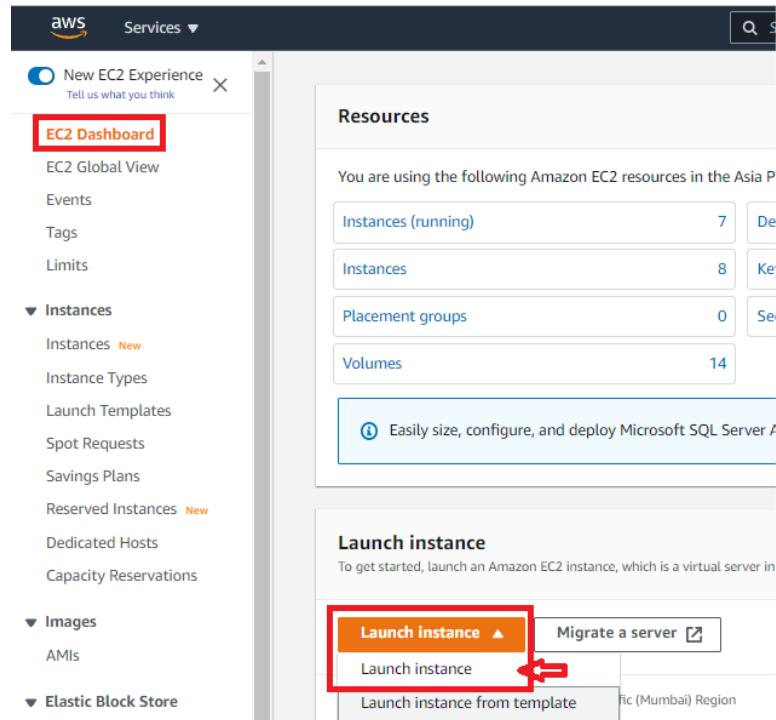 aws
Services
New EC2 Experience
Tell us what you think
EC2 Dashboard
EC2 Global View
Events
Tags
Limits
Instances
Instances New
Instance Types
Launch Templates
Spot Requests
Savings Plans
Reserved Instances New
Dedicated Hosts
Capacity Reservations
Images
AMIs
Elastic Block Store
Resources
You are using the following Amazon EC2 resources in the Asia P
Instances (running) 7 De
Instances 8 Key
Placement groups 0 Sec
Volumes 14
Easily size, configure, and deploy Microsoft SQL Server A
Launch instance
To get started, launch an Amazon EC2 instance, which is a virtual server in
Launch instance Migrate a server
Launch instance
Launch instance from template
fic (Mumbai) Region